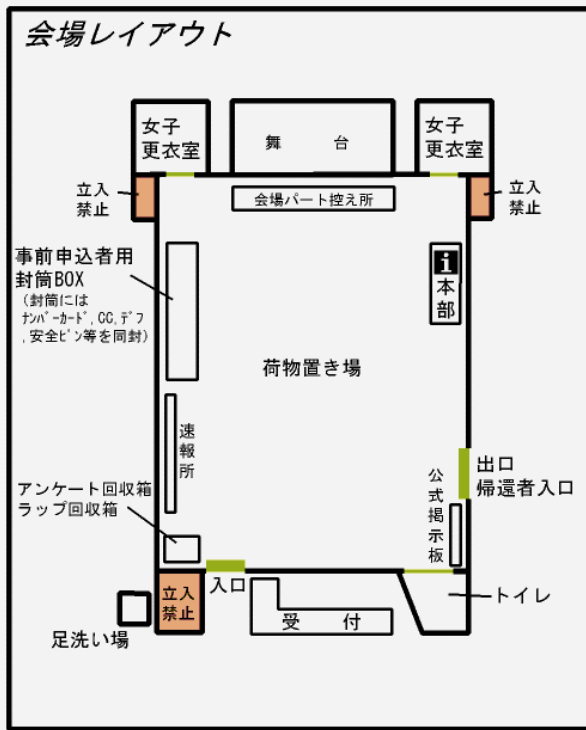 会場レイアウト
女子
更衣室
舞 台
女子
更衣室
立入
禁止
会場パート控え所
立入
禁止
事前申込者用
封筒BOX
（封筒には
ﾅﾝﾊﾞｰｶｰﾄﾞ, CC, ﾃﾞﾌ
, 安全ﾋﾟﾝ等を同封）
i
本
部
荷物置き場
速
報
所
出口
帰還者入口
公
式
掲
示
板
アンケート回収箱
ラップ回収箱
入口
立入
禁止
受 付
トイレ
足洗い場